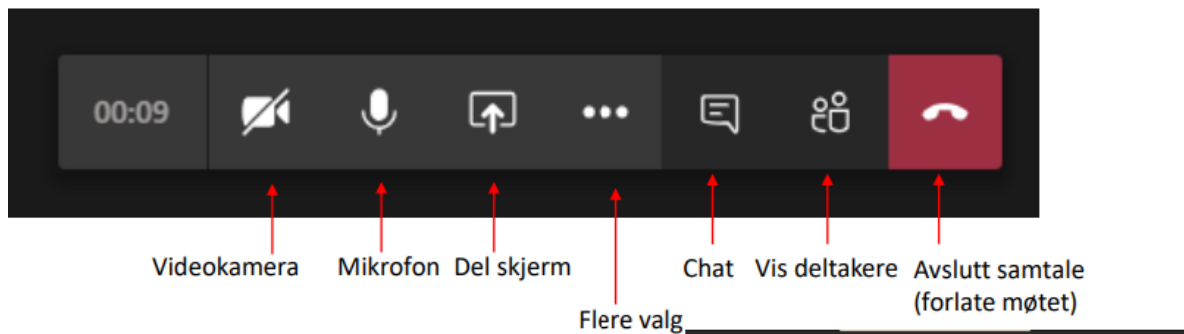 00:09
Videokamera
Mikrofon
Del skjerm
Flere valg
Chat
Vis deltakere
Avslutt samtale
(forlate møtet)